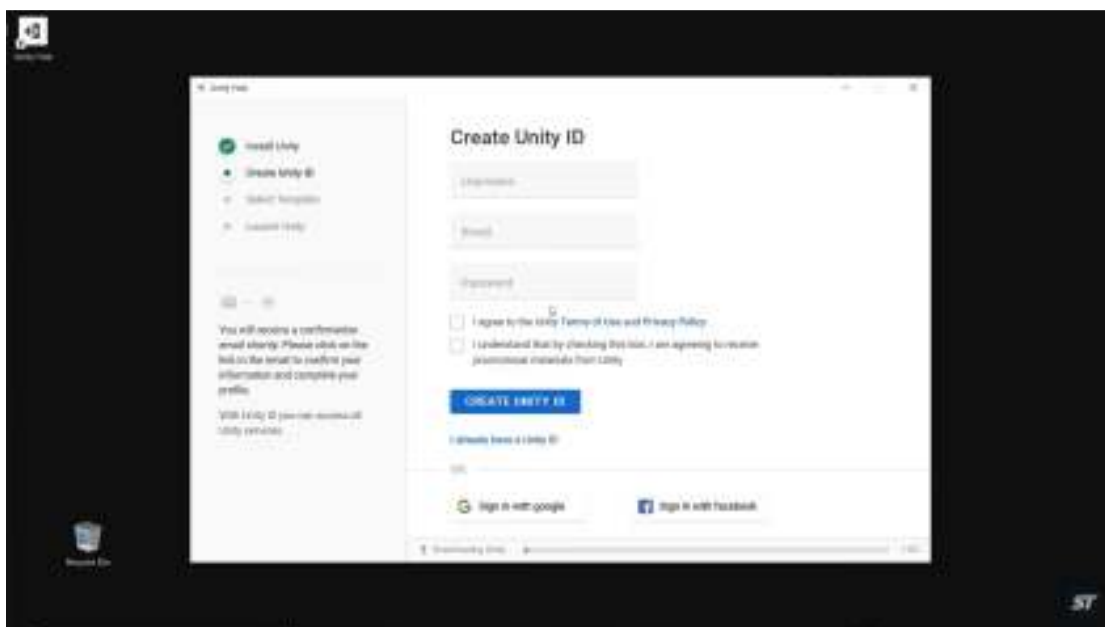 Unity Hub
Unity Hub
Install Unity
Create Unity ID
Select Template
Launch Unity
You will receive a confirmation
email shortly. Please click on the
link in the email to confirm your
information and complete your
profile.
With Unity ID you can access all
Unity services
Create Unity ID
Username
Email
Password
I agree to the Unity Terms of Use and Privacy Policy
I understand that by checking this box, I am agreeing to receive
promotional materials from Unity
CREATE UNITY ID
I already have a Unity ID
OR
Sign in with google
Sign in with facebook
Downloading Unity
Recycle Bin
ST